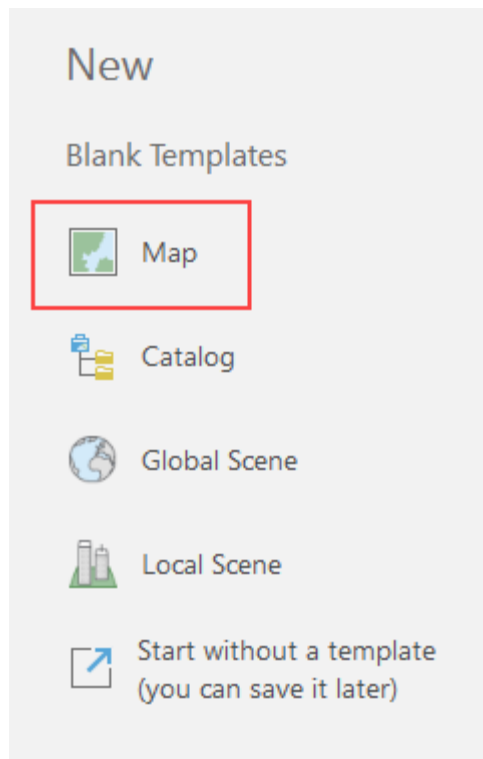 New
Blank Templates
Map
Catalog
Global Scene
Local Scene
Start without a template
(you can save it later)